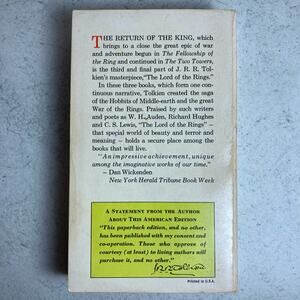 THE RETURN OF THE KING, which
brings to a close the great epic of war
and adventure begun in The Fellowship of
the Ring and continued in The Two Towers,
is the third and final part of J. R. R. Tol-
kien's masterpiece, "The Lord of the Rings."
In these three books, which form one con-
tinuous narrative, Tolkien created the saga
of the Hobbits of Middle-earth and the great
War of the Rings. Praised by such writers
and poets as W. H. Auden, Richard Hughes
and C. S. Lewis, "The Lord of the Rings" –
that special world of beauty and terror and
meaning – holds a secure place among the
books that will live.
"An impressive achievement, unique
among the imaginative works of our time."
– Dan Wickenden
New York Herald Tribune Book Week
A STATEMENT FROM THE AUTHOR
ABOUT THIS AMERICAN EDITION
"This paperback edition, and no other,
has been published with my consent and
co-operation. Those who approve of
courtesy (at least) to living authors will
purchase it, and no other."
J.R.R. Tolkien
Printed in U.S.A.